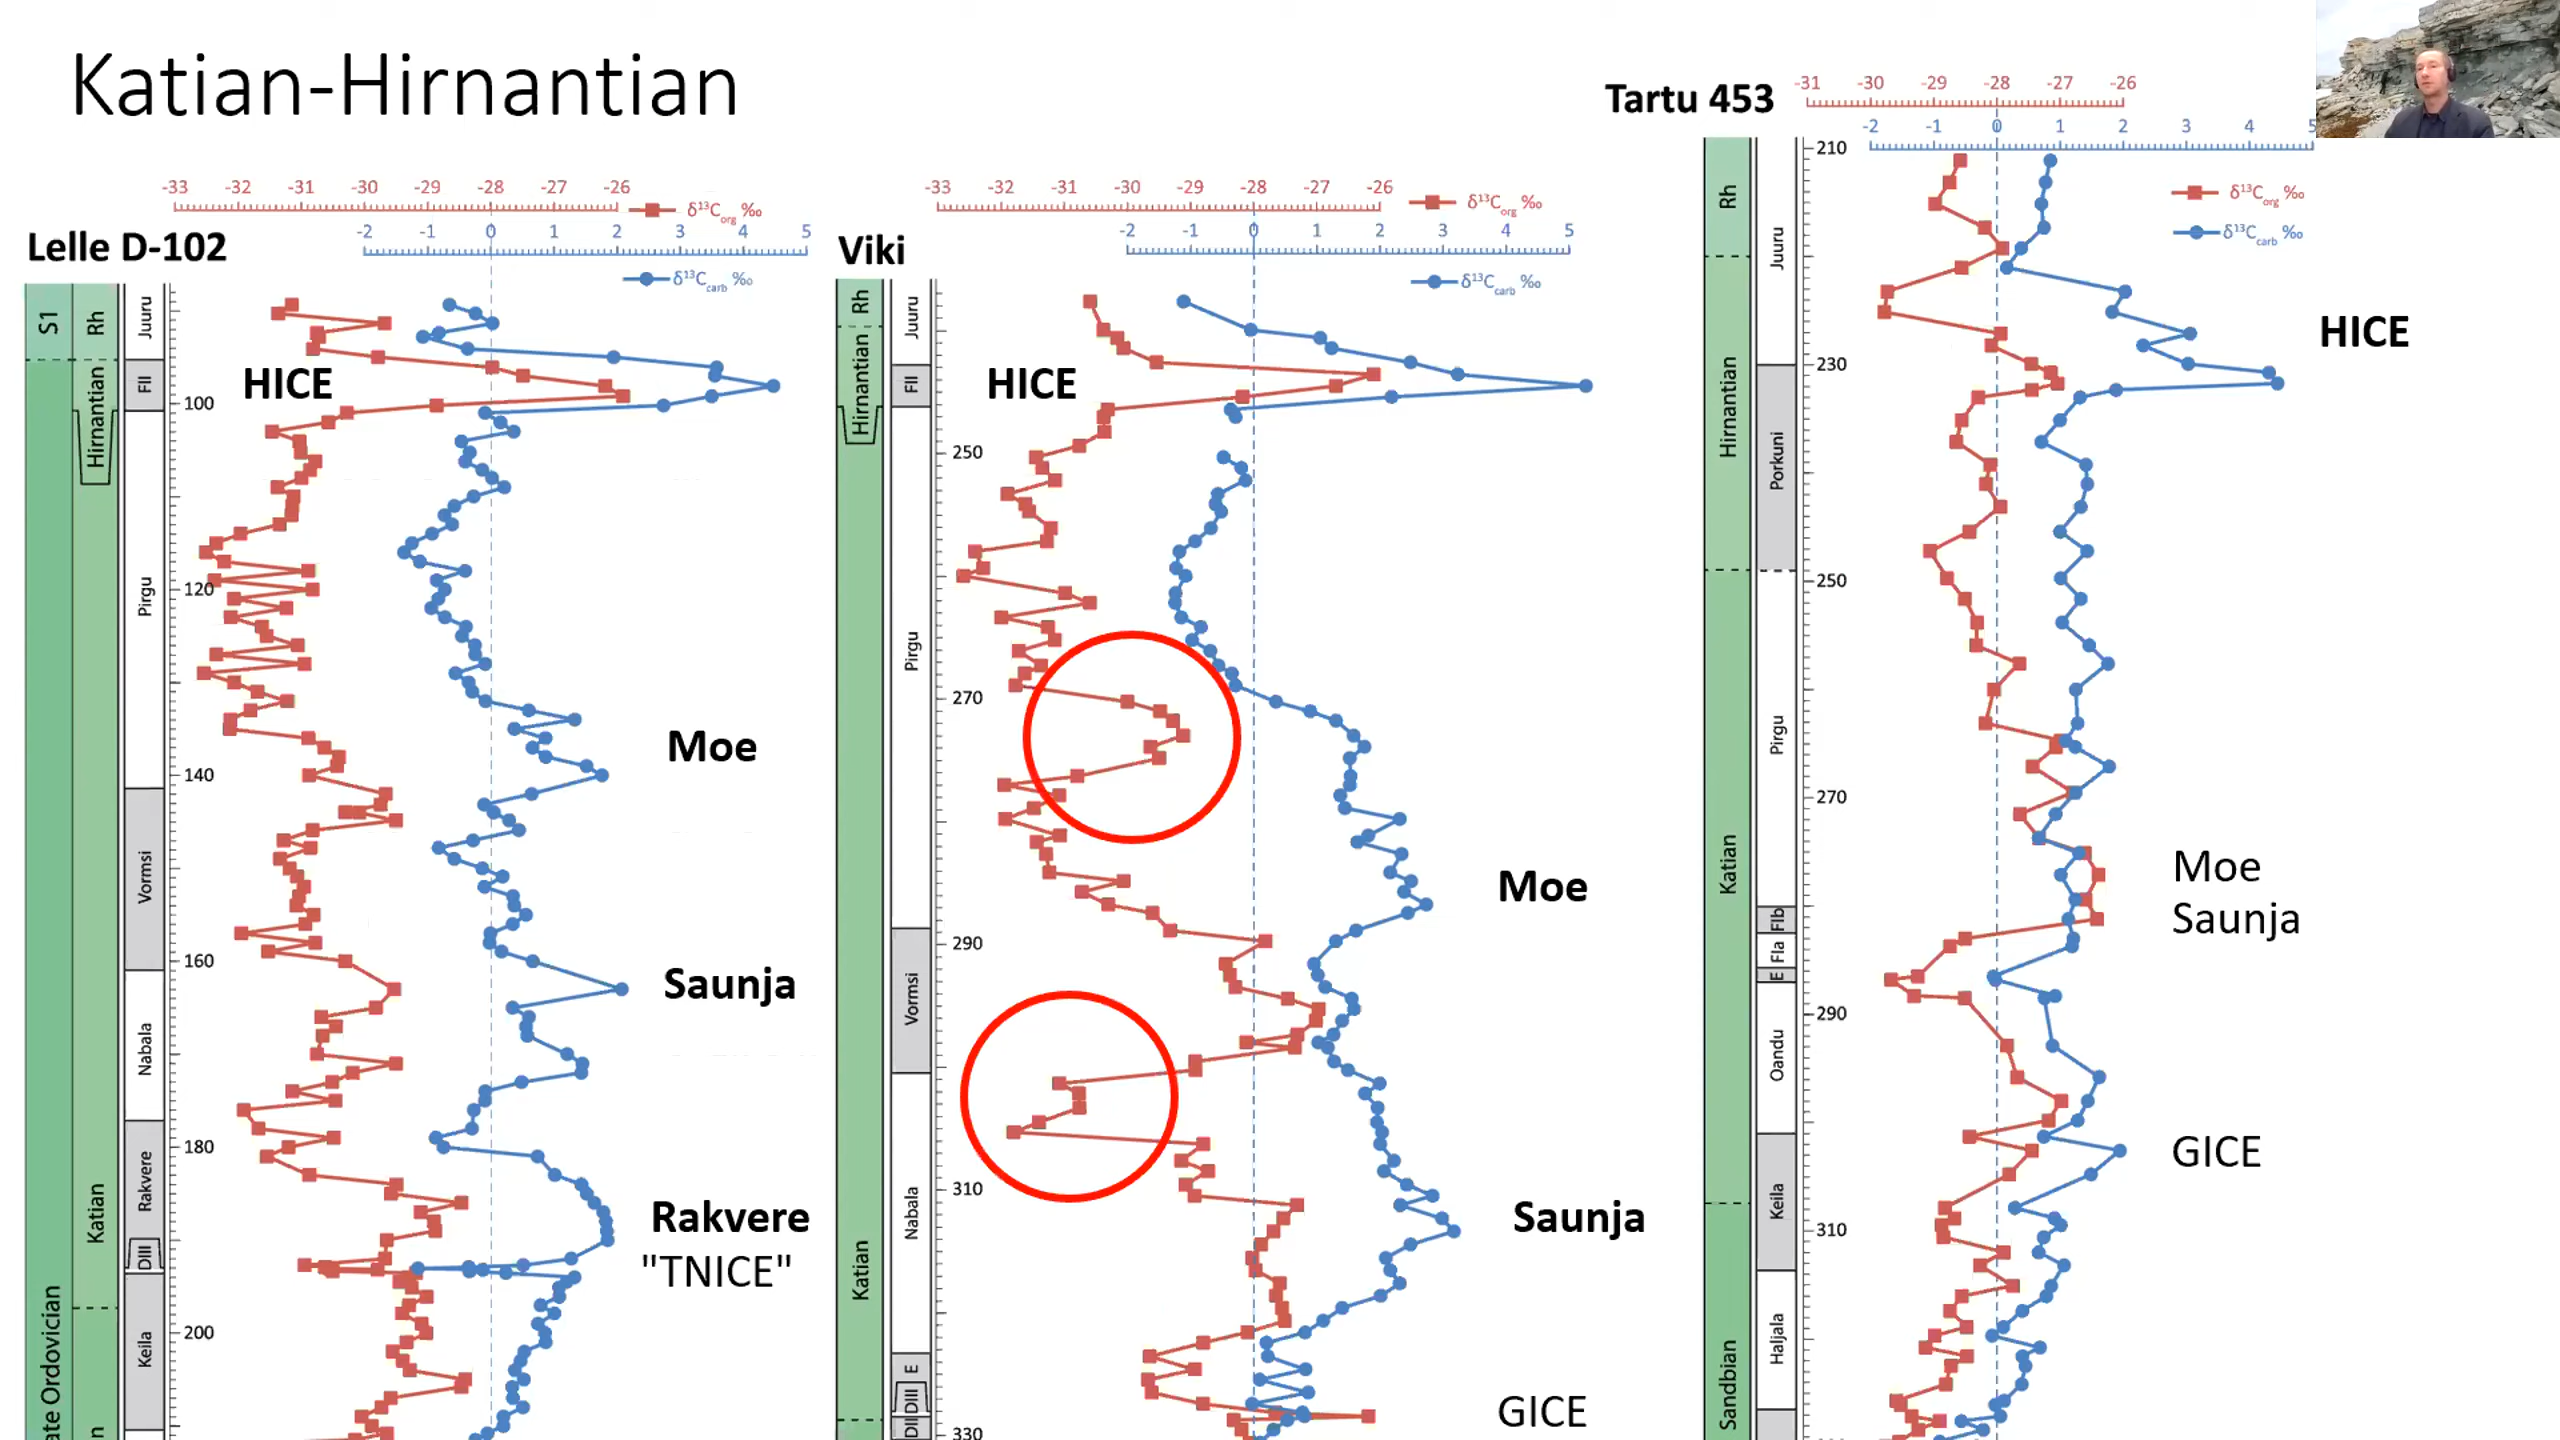 Katian-Hirnantian
Lelle D-102
-33 -32 -31 -30 -29 -28 -27 -26
δ¹³Corg ‰
-2 -1 0 1 2 3 4 5
δ¹³Ccarb ‰
S1
Rh
Juuru
Hirnantian
FII
HICE
100
Hirnantian
Pirgu
120
Moe
140
Vormsi
160
Saunja
Nabala
180
Rakvere
Katian
Rakvere
"TNICE"
DIII
Keila
200
ate Ordovician
n
Viki
-33 -32 -31 -30 -29 -28 -27 -26
δ¹³Corg ‰
-2 -1 0 1 2 3 4 5
δ¹³Ccarb ‰
Rh
Juuru
Hirnantian
FII
HICE
250
Pirgu
270
Moe
290
Vormsi
310
Nabala
Saunja
Katian
E
DIII
DII
GICE
330
Tartu 453
-31 -30 -29 -28 -27 -26
-2 -1 0 1 2 3 4 5
210
δ¹³Corg ‰
δ¹³Ccarb ‰
Rh
Juuru
HICE
230
Hirnantian
Porkuni
250
Pirgu
270
Katian
Moe
Saunja
FIb
FIa
E
290
Oandu
GICE
Keila
310
Haljala
Sandbian